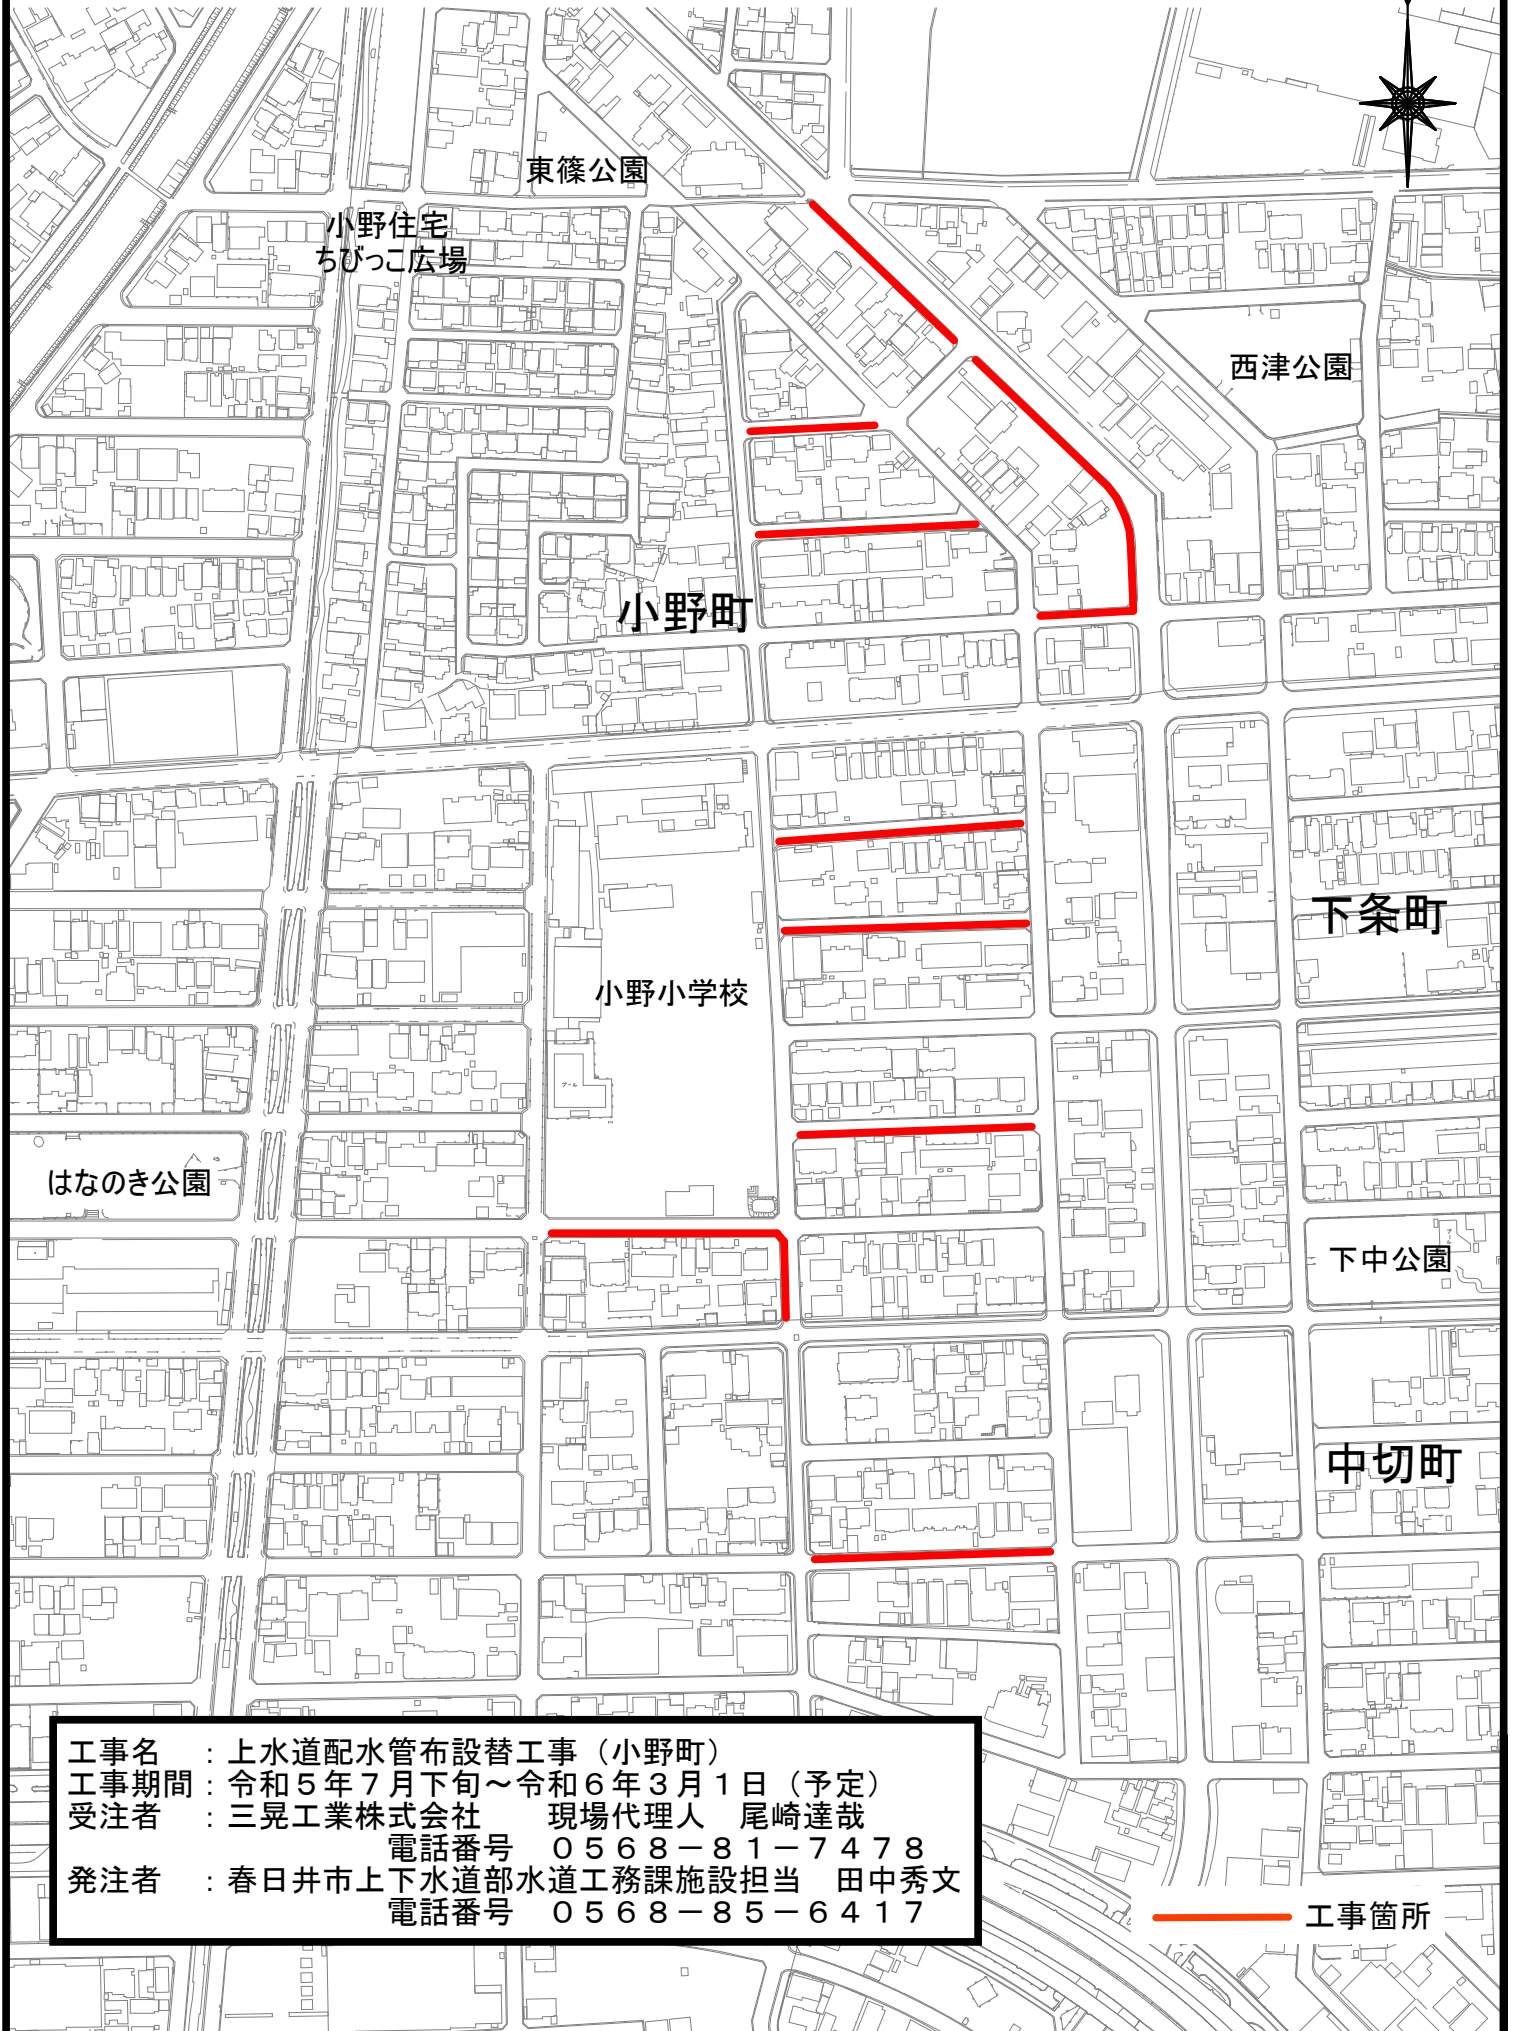 東篠公園
小野住宅
ちびっこ広場
西津公園
小野町
下条町
小野小学校
プール
はなのき公園
下中公園
プール
中切町
工事名　：上水道配水管布設替工事（小野町）
工事期間：令和５年７月下旬～令和６年３月１日（予定）
受注者　：三晃工業株式会社　　現場代理人　尾崎達哉
電話番号　０５６８－８１－７４７８
発注者　：春日井市上下水道部水道工務課施設担当　田中秀文
電話番号　０５６８－８５－６４１７
工事箇所